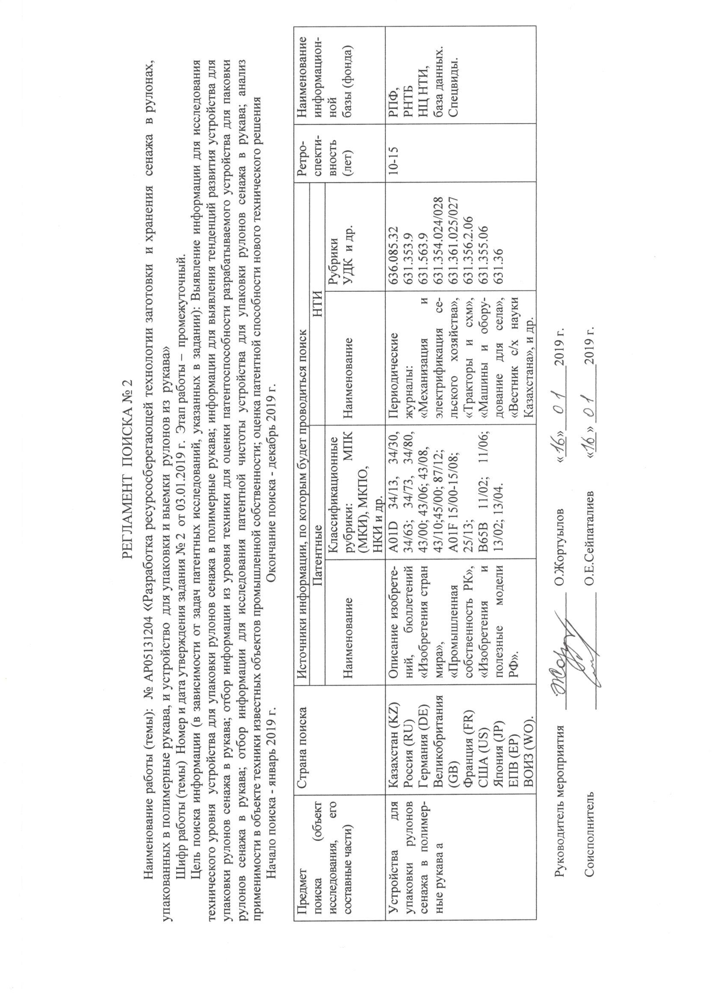 РЕГЛАМЕНТ ПОИСКА № 2
Наименование работы (темы): № АР05131204 «Разработка ресурсосберегающей технологии заготовки и хранения сенажа в рулонах,
упакованных в полимерные рукава, и устройство для упаковки и выемки рулонов из рукава»
Шифр работы (темы) Номер и дата утверждения задания № 2 от 03.01.2019 г. Этап работы – промежуточный.
Цель поиска информации (в зависимости от задач патентных исследований, указанных в задании): Выявление информации для исследования
технического уровня устройства для упаковки рулонов сенажа в полимерные рукава; информации для выявления тенденций развития устройства для
упаковки рулонов сенажа в рукава; отбор информации из уровня техники для оценки патентоспособности разрабатываемого устройства для паковки
рулонов сенажа в рукава; отбор информации для исследования патентной чистоты устройства для упаковки рулонов сенажа в рукава; анализ
применимости в объекте техники известных объектов промышленной собственности; оценка патентной способности нового технического решения
Начало поиска - январь 2019 г. Окончание поиска - декабрь 2019 г.
Предмет
поиска (объект
исследования, его
составные части)
Страна поиска
Источники информации, по которым будет проводиться поиск
Патентные
НТИ
Наименование
Классификационные
рубрики: МПК
(МКИ), МКПО,
НКИ и др.
Наименование
Рубрики
УДК и др.
Ретро-
спекти-
вность
(лет)
Наименование
информацион-
ной
базы (фонда)
Устройства для
упаковки рулонов
сенажа в полимер-
ные рукава а
Казахстан (KZ)
Россия (RU)
Германия (DE)
Великобритания
(GB)
Франция (FR)
США (US)
Япония (JP)
ЕПВ (EP)
ВОИЗ (WO).
Описание изобрете-
ний, бюллетений
«Изобретения стран
мира»,
«Промышленная
собственность РК»,
«Изобретения и
полезные модели
РФ».
A01D 34/13, 34/30,
34/63; 34/73, 34/80,
43/00; 43/06; 43/08,
43/10;45/00; 87/12;
A01F 15/00-15/08;
25/13;
B65B 11/02; 11/06;
13/02; 13/04.
Периодические
журналы:
«Механизация и
электрификация се-
льского хозяйства»,
«Тракторы и схм»,
«Машины и обору-
дование для села»,
«Вестник с/х науки
Казахстана», и др.
636.085.32
631.353.9
631.563.9
631.354.024/028
631.361.025/027
631.356.2.06
631.355.06
631.36
10-15
РПФ,
РНТБ
НЦ НТИ,
база данных.
Спецвиды.
Руководитель мероприятия О.Жортуылов «16» 01 2019 г.
Соисполнитель О.Е.Сейпаталиев «16» 01 2019 г.